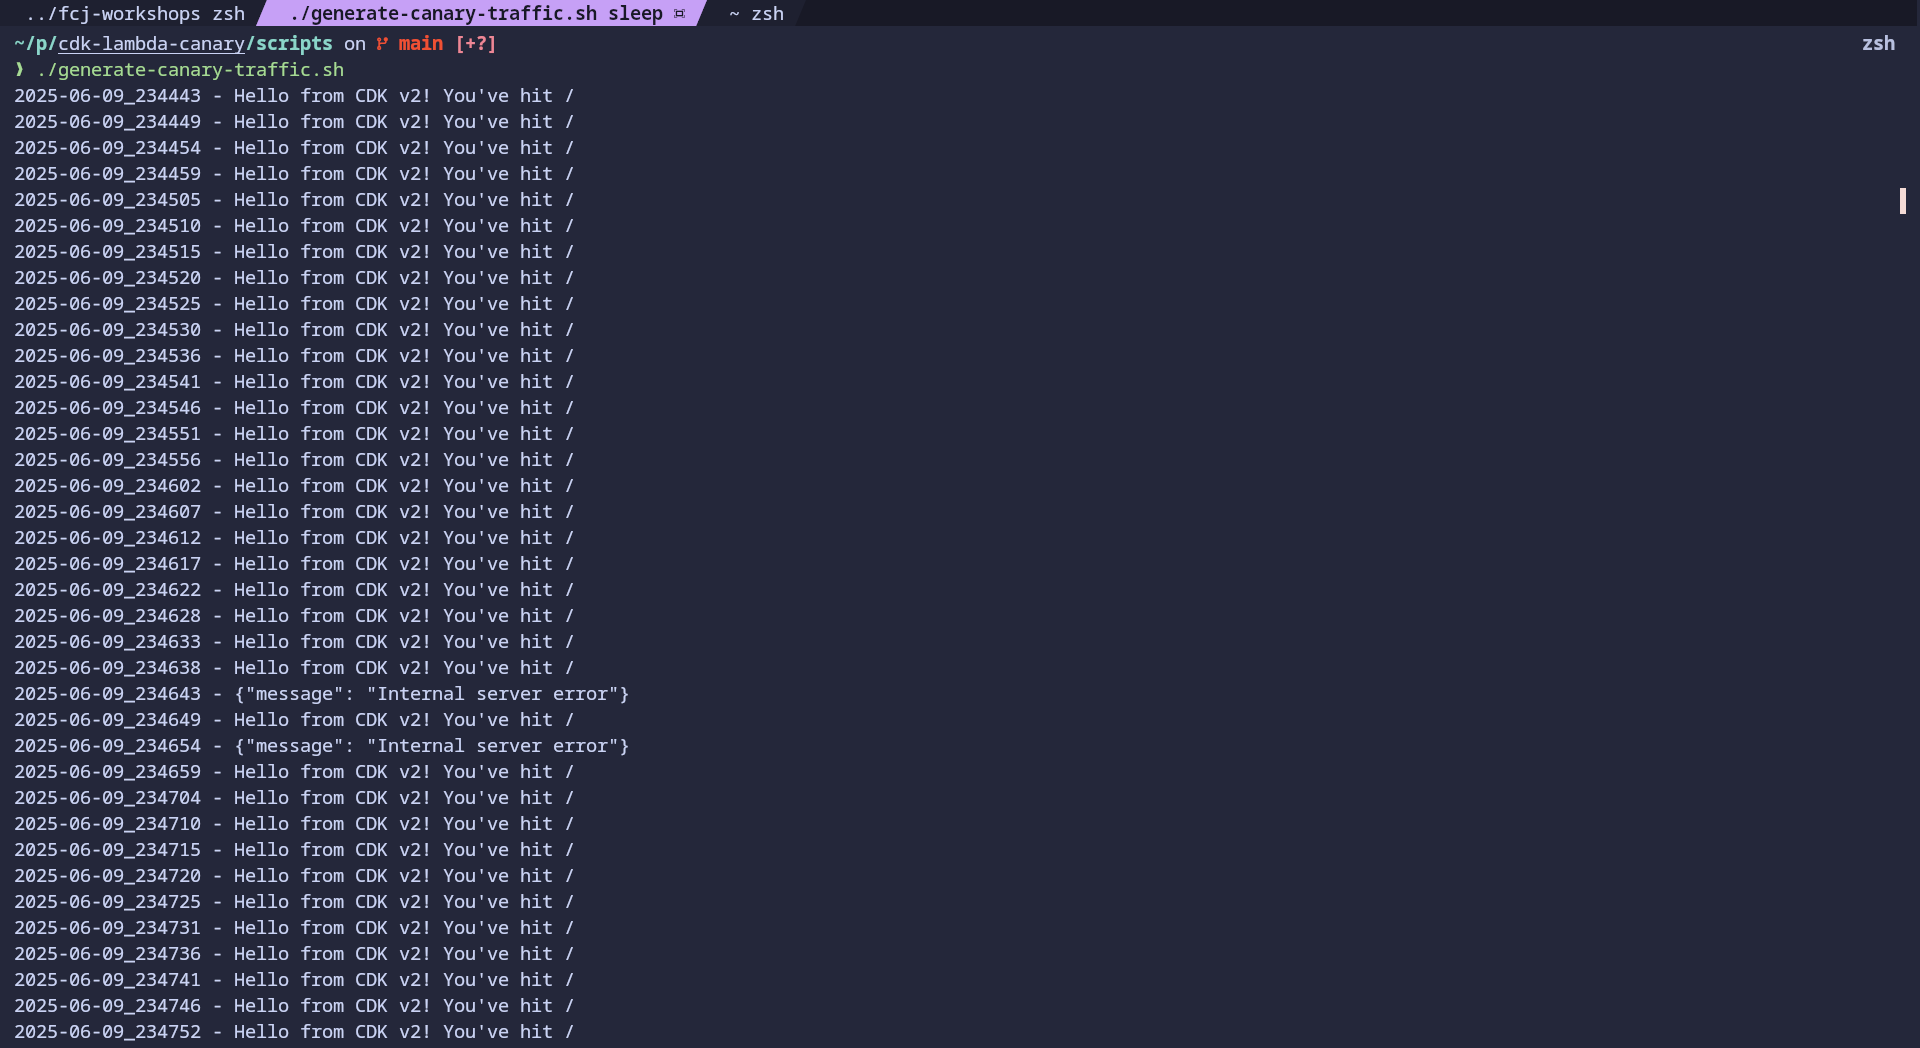 ../fcj-workshops zsh ./generate-canary-traffic.sh sleep ~ zsh
~/p/cdk-lambda-canary/scripts on main [+?] zsh
❱ ./generate-canary-traffic.sh
2025-06-09_234443 - Hello from CDK v2! You've hit /
2025-06-09_234449 - Hello from CDK v2! You've hit /
2025-06-09_234454 - Hello from CDK v2! You've hit /
2025-06-09_234459 - Hello from CDK v2! You've hit /
2025-06-09_234505 - Hello from CDK v2! You've hit /
2025-06-09_234510 - Hello from CDK v2! You've hit /
2025-06-09_234515 - Hello from CDK v2! You've hit /
2025-06-09_234520 - Hello from CDK v2! You've hit /
2025-06-09_234525 - Hello from CDK v2! You've hit /
2025-06-09_234530 - Hello from CDK v2! You've hit /
2025-06-09_234536 - Hello from CDK v2! You've hit /
2025-06-09_234541 - Hello from CDK v2! You've hit /
2025-06-09_234546 - Hello from CDK v2! You've hit /
2025-06-09_234551 - Hello from CDK v2! You've hit /
2025-06-09_234556 - Hello from CDK v2! You've hit /
2025-06-09_234602 - Hello from CDK v2! You've hit /
2025-06-09_234607 - Hello from CDK v2! You've hit /
2025-06-09_234612 - Hello from CDK v2! You've hit /
2025-06-09_234617 - Hello from CDK v2! You've hit /
2025-06-09_234622 - Hello from CDK v2! You've hit /
2025-06-09_234628 - Hello from CDK v2! You've hit /
2025-06-09_234633 - Hello from CDK v2! You've hit /
2025-06-09_234638 - Hello from CDK v2! You've hit /
2025-06-09_234643 - {"message": "Internal server error"}
2025-06-09_234649 - Hello from CDK v2! You've hit /
2025-06-09_234654 - {"message": "Internal server error"}
2025-06-09_234659 - Hello from CDK v2! You've hit /
2025-06-09_234704 - Hello from CDK v2! You've hit /
2025-06-09_234710 - Hello from CDK v2! You've hit /
2025-06-09_234715 - Hello from CDK v2! You've hit /
2025-06-09_234720 - Hello from CDK v2! You've hit /
2025-06-09_234725 - Hello from CDK v2! You've hit /
2025-06-09_234731 - Hello from CDK v2! You've hit /
2025-06-09_234736 - Hello from CDK v2! You've hit /
2025-06-09_234741 - Hello from CDK v2! You've hit /
2025-06-09_234746 - Hello from CDK v2! You've hit /
2025-06-09_234752 - Hello from CDK v2! You've hit /